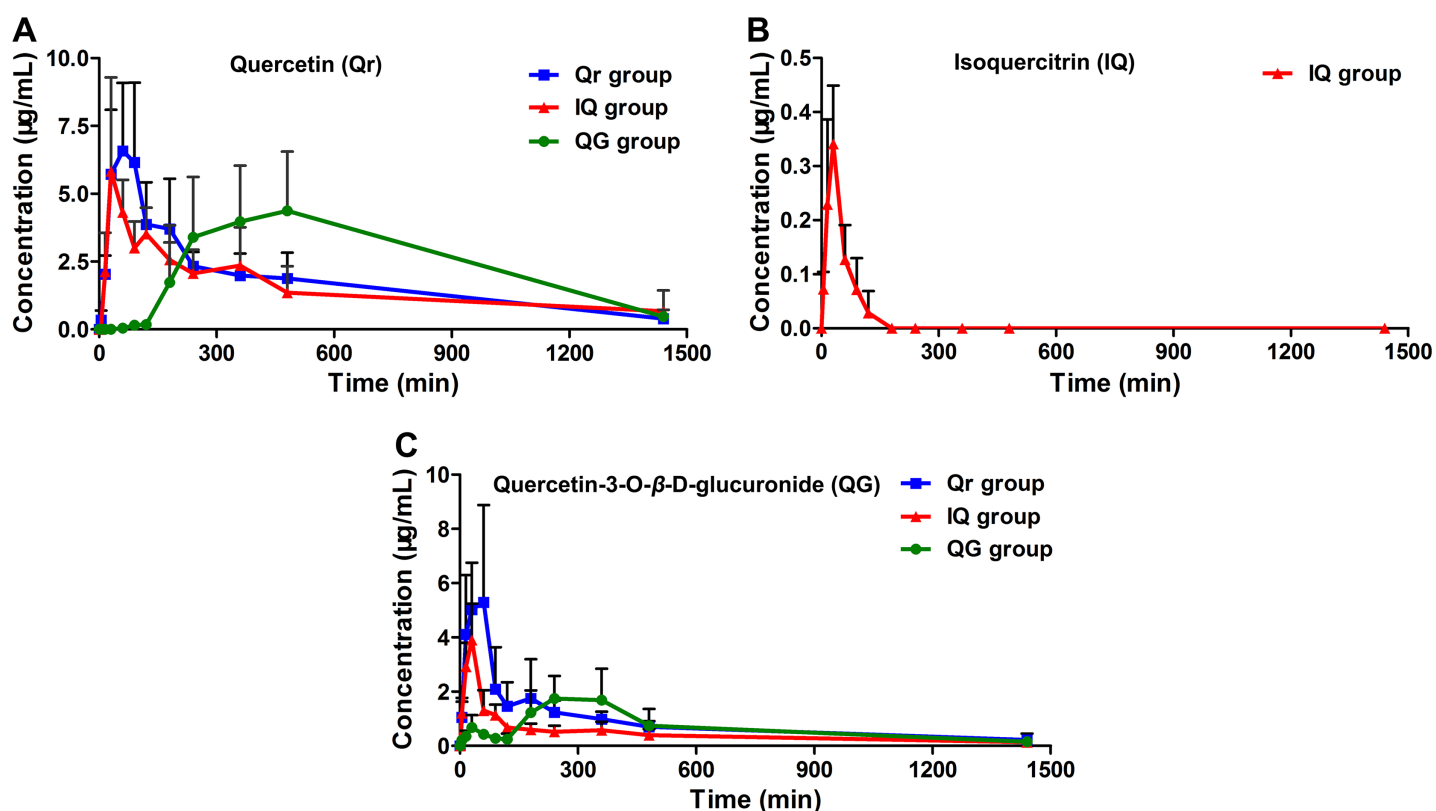 A
Quercetin (Qr)
Qr group
IQ group
QG group
Concentration (µg/mL)
10.0
7.5
5.0
2.5
0.0
0 300 600 900 1200 1500
Time (min)
B
Isoquercitrin (IQ)
IQ group
Concentration (µg/mL)
0.5
0.4
0.3
0.2
0.1
0.0
0 300 600 900 1200 1500
Time (min)
C
Quercetin-3-O-β-D-glucuronide (QG)
Qr group
IQ group
QG group
Concentration (µg/mL)
10
8
6
4
2
0
0 300 600 900 1200 1500
Time (min)